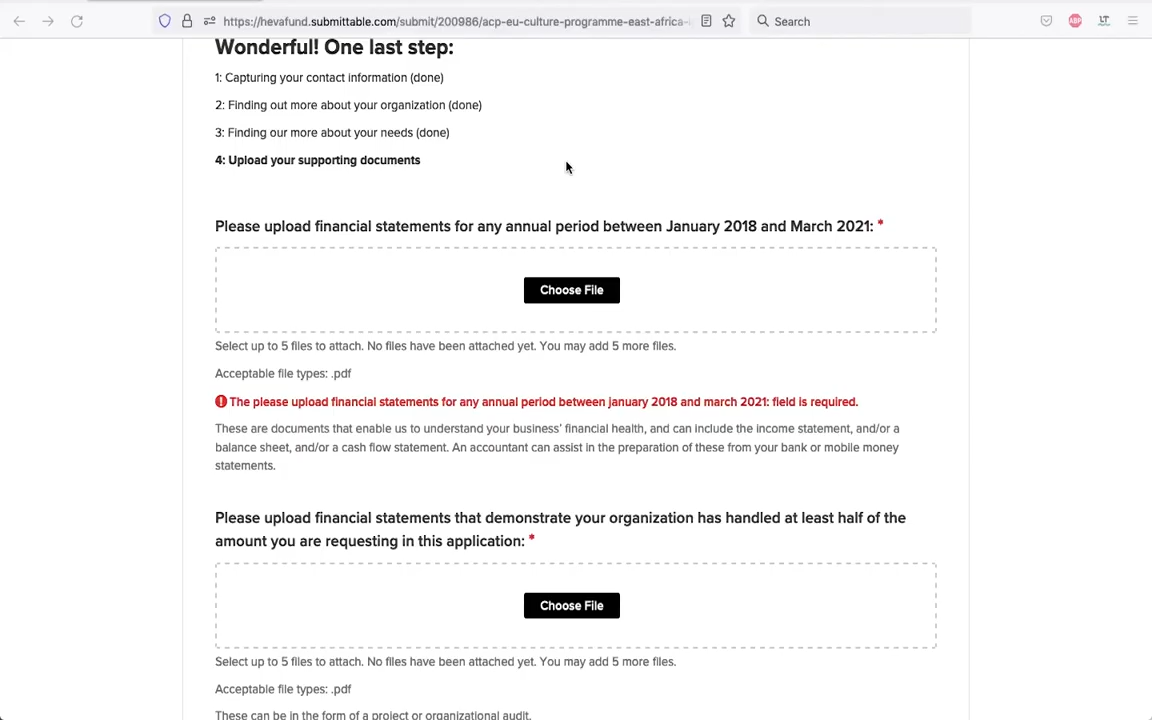 https://hevafund.submittable.com/submit/200986/acp-eu-culture-programme-east-africa-
Search
ABP
LT
Wonderful! One last step:
1: Capturing your contact information (done)
2: Finding out more about your organization (done)
3: Finding our more about your needs (done)
4: Upload your supporting documents
Please upload financial statements for any annual period between January 2018 and March 2021: *
Choose File
Select up to 5 files to attach. No files have been attached yet. You may add 5 more files.
Acceptable file types: .pdf
The please upload financial statements for any annual period between january 2018 and march 2021: field is required.
These are documents that enable us to understand your business' financial health, and can include the income statement, and/or a
balance sheet, and/or a cash flow statement. An accountant can assist in the preparation of these from your bank or mobile money
statements.
Please upload financial statements that demonstrate your organization has handled at least half of the
amount you are requesting in this application: *
Choose File
Select up to 5 files to attach. No files have been attached yet. You may add 5 more files.
Acceptable file types: .pdf
These can be in the form of a project or organizational audit.